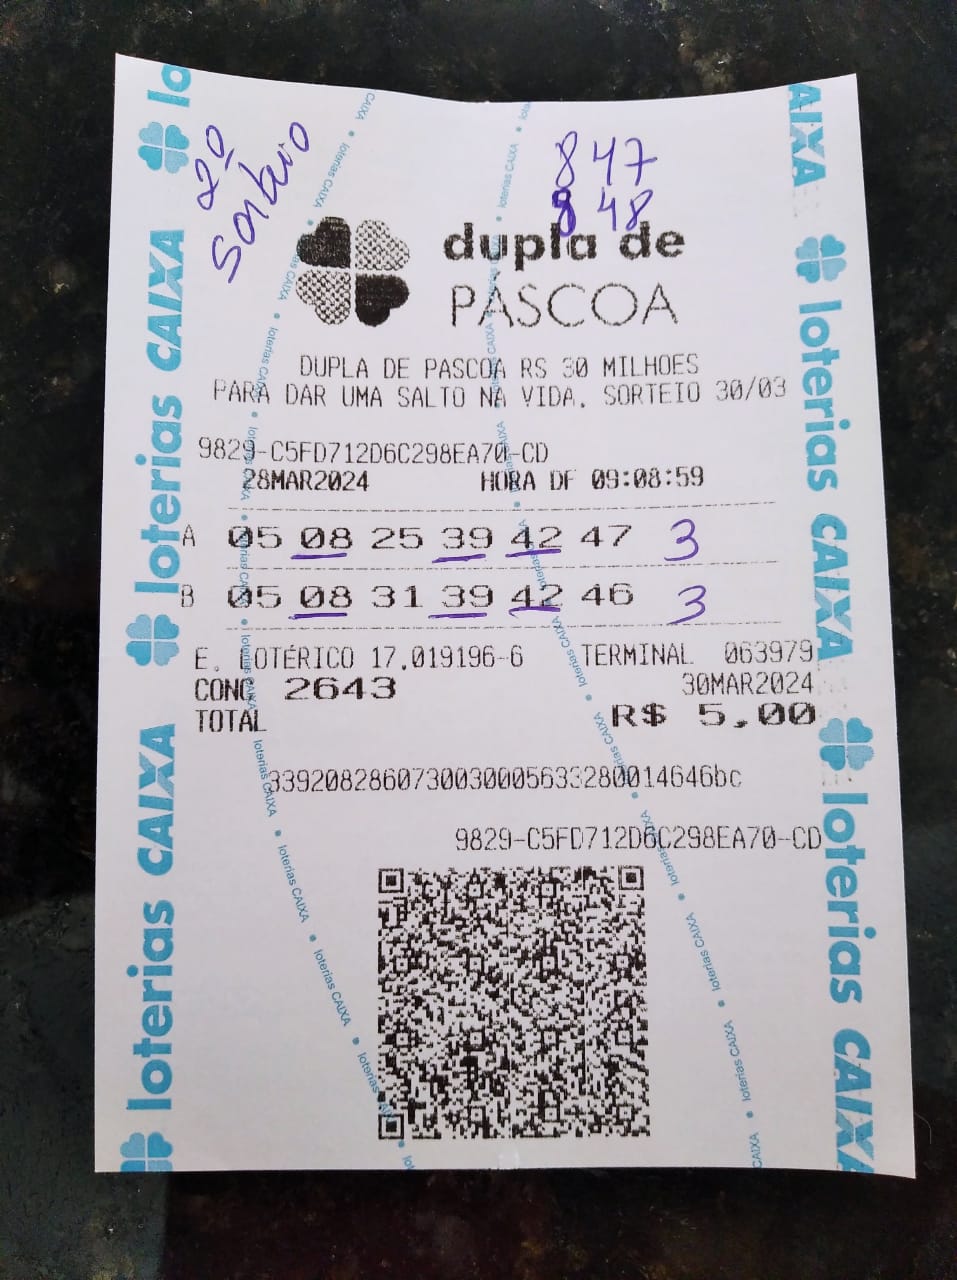 2º
Sorteio
847
848
dupla de
PASCOA
DUPLA DE PASCOA RS 30 MILHOES
PARA DAR UMA SALTO NA VIDA. SORTEIO 30/03
9829-C5FD712D6C298EA70-CD
28MAR2024 HORA DF 09:08:59
A 05 08 25 39 42 47 3
B 05 08 31 39 42 46 3
E. LOTÉRICO 17.019196-6 TERMINAL 063979
CONC 2643 30MAR2024
TOTAL R$ 5,00
9829-C5FD712D6C298EA70-CD
loterias CAIXA
loterias CAIXA
loterias CAIXA
loterias CAIXA